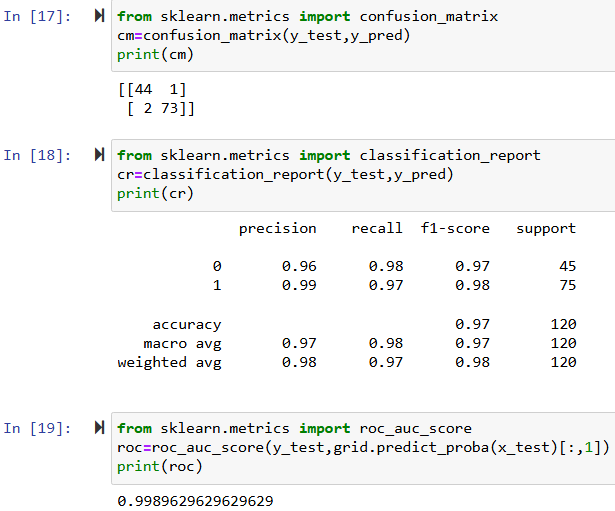 In [17]: from sklearn.metrics import confusion_matrix
cm=confusion_matrix(y_test,y_pred)
print(cm)
[[44  1]
 [ 2 73]]
In [18]: from sklearn.metrics import classification_report
cr=classification_report(y_test,y_pred)
print(cr)
precision recall f1-score support
0 0.96 0.98 0.97 45
1 0.99 0.97 0.98 75
accuracy 0.97 120
macro avg 0.97 0.98 0.97 120
weighted avg 0.98 0.97 0.98 120
In [19]: from sklearn.metrics import roc_auc_score
roc=roc_auc_score(y_test,grid.predict_proba(x_test)[:,1])
print(roc)
0.9989629629629629